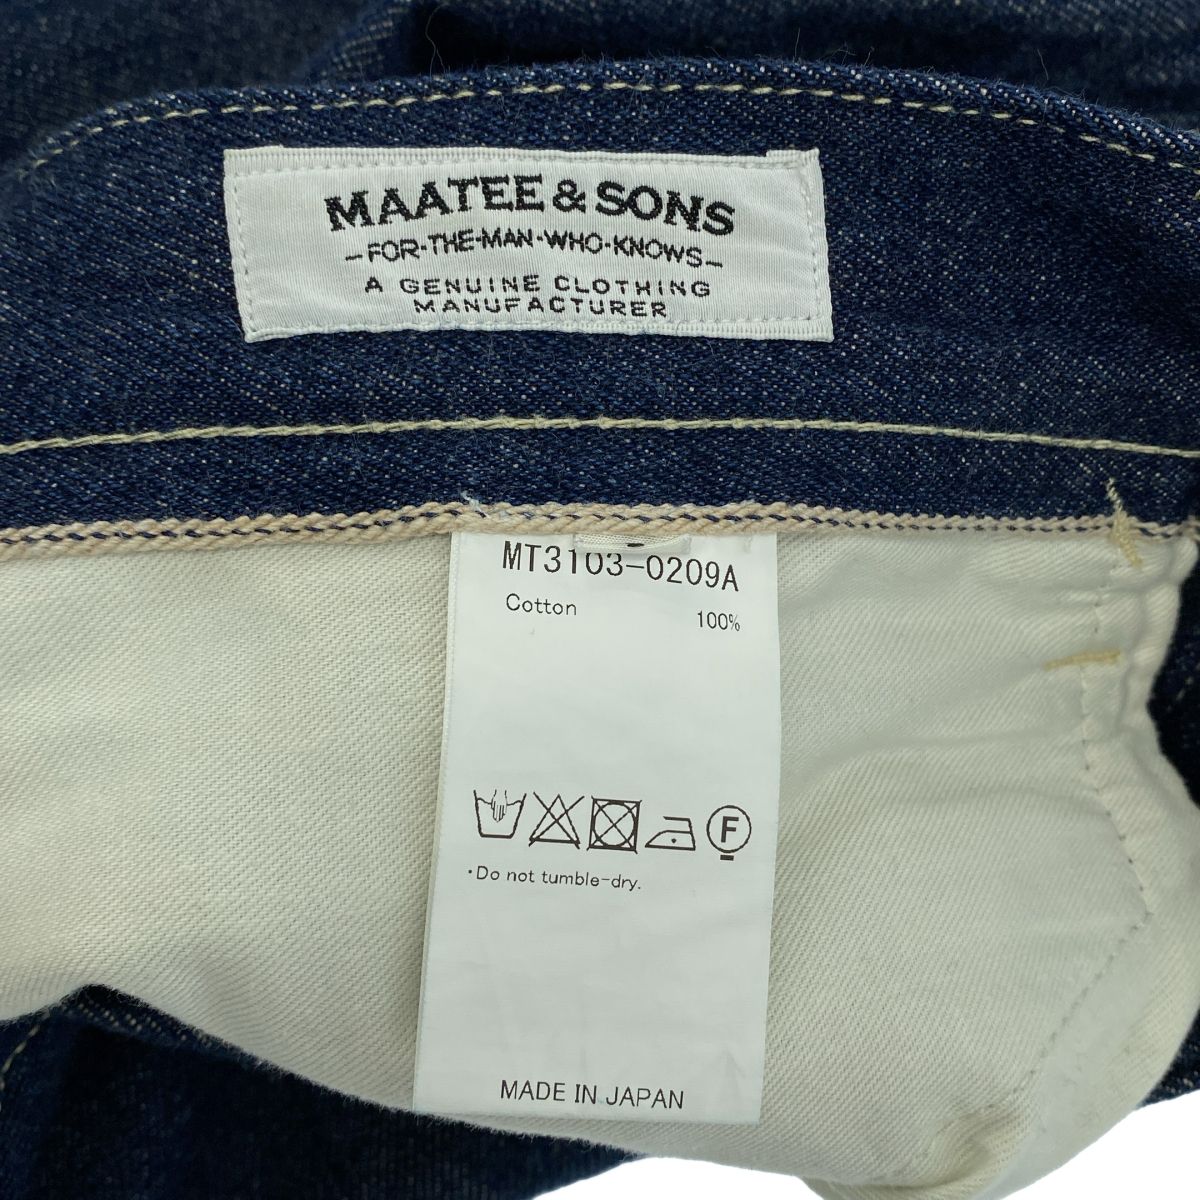 MAATEE & SONS
-FOR-THE-MAN-WHO-KNOWS-
A GENUINE CLOTHING
MANUFACTURER
MT3103-0209A
Cotton 100%
F
・Do not tumble-dry.
MADE IN JAPAN